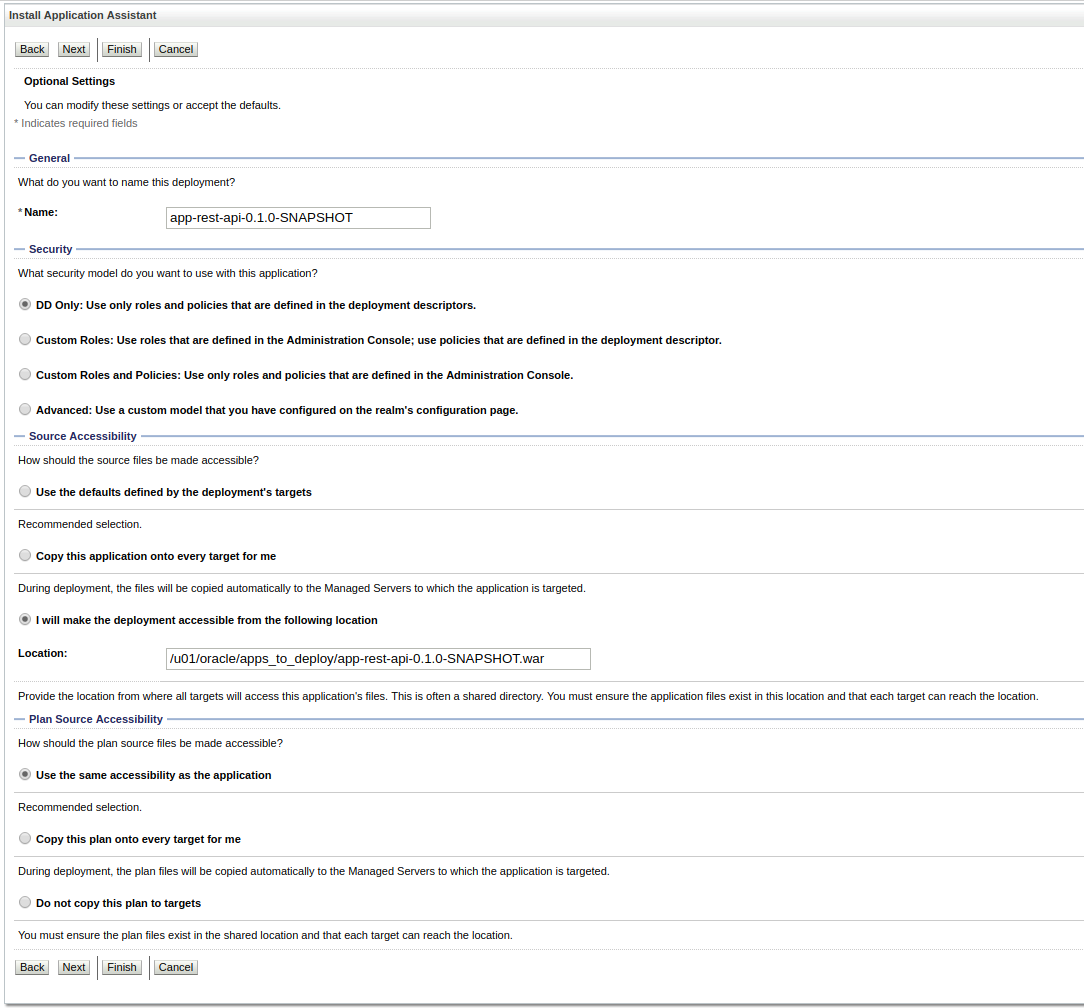 Install Application Assistant
Back Next Finish Cancel
Optional Settings
You can modify these settings or accept the defaults.
* Indicates required fields
General
What do you want to name this deployment?
* Name: app-rest-api-0.1.0-SNAPSHOT
Security
What security model do you want to use with this application?
DD Only: Use only roles and policies that are defined in the deployment descriptors.
Custom Roles: Use roles that are defined in the Administration Console; use policies that are defined in the deployment descriptor.
Custom Roles and Policies: Use only roles and policies that are defined in the Administration Console.
Advanced: Use a custom model that you have configured on the realm's configuration page.
Source Accessibility
How should the source files be made accessible?
Use the defaults defined by the deployment's targets
Recommended selection.
Copy this application onto every target for me
During deployment, the files will be copied automatically to the Managed Servers to which the application is targeted.
I will make the deployment accessible from the following location
Location: /u01/oracle/apps_to_deploy/app-rest-api-0.1.0-SNAPSHOT.war
Provide the location from where all targets will access this application's files. This is often a shared directory. You must ensure the application files exist in this location and that each target can reach the location.
Plan Source Accessibility
How should the plan source files be made accessible?
Use the same accessibility as the application
Recommended selection.
Copy this plan onto every target for me
During deployment, the plan files will be copied automatically to the Managed Servers to which the application is targeted.
Do not copy this plan to targets
You must ensure the plan files exist in the shared location and that each target can reach the location.
Back Next Finish Cancel